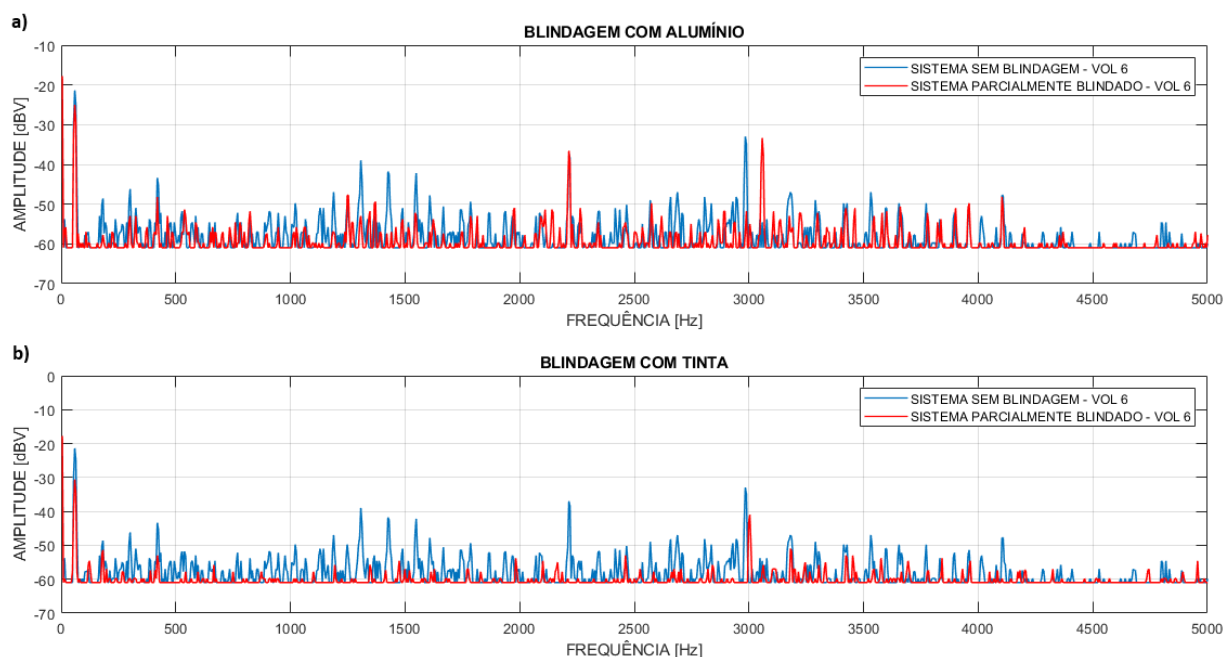 a)
BLINDAGEM COM ALUMÍNIO
SISTEMA SEM BLINDAGEM - VOL 6
SISTEMA PARCIALMENTE BLINDADO - VOL 6
AMPLITUDE [dBV]
-10
-20
-30
-40
-50
-60
-70
0 500 1000 1500 2000 2500 3000 3500 4000 4500 5000
FREQUÊNCIA [Hz]
b)
BLINDAGEM COM TINTA
SISTEMA SEM BLINDAGEM - VOL 6
SISTEMA PARCIALMENTE BLINDADO - VOL 6
AMPLITUDE [dBV]
0
-10
-20
-30
-40
-50
-60
-70
0 500 1000 1500 2000 2500 3000 3500 4000 4500 5000
FREQUÊNCIA [Hz]